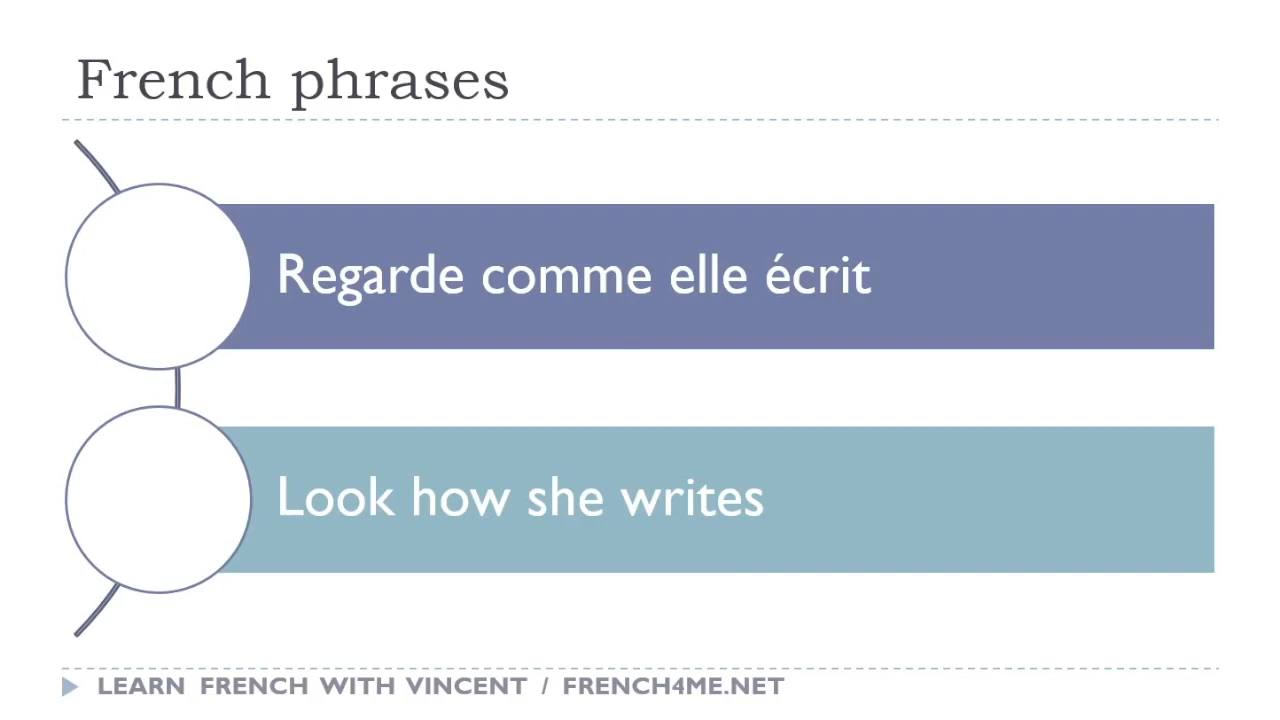 French phrases
Regarde comme elle écrit
Look how she writes
LEARN FRENCH WITH VINCENT / FRENCH4ME.NET